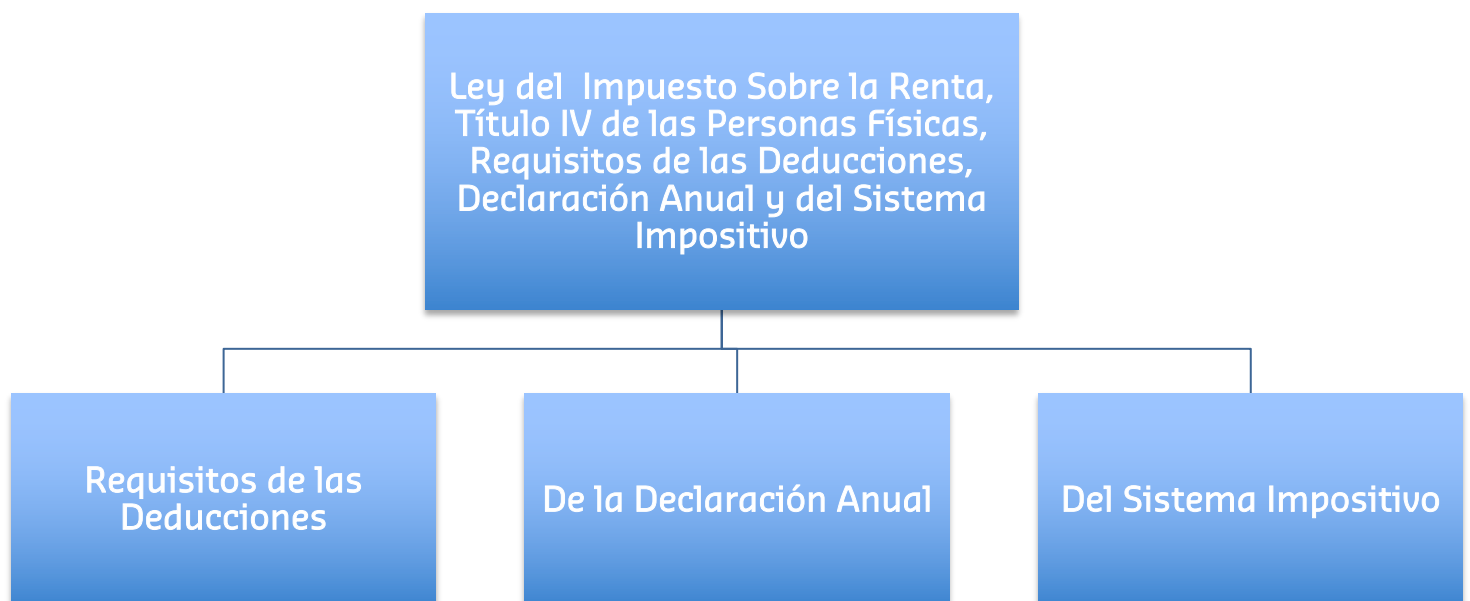 Ley del  Impuesto Sobre la Renta,
Título IV de las Personas Físicas,
Requisitos de las Deducciones,
Declaración Anual y del Sistema
Impositivo
Requisitos de las
Deducciones
De la Declaración Anual
Del Sistema Impositivo